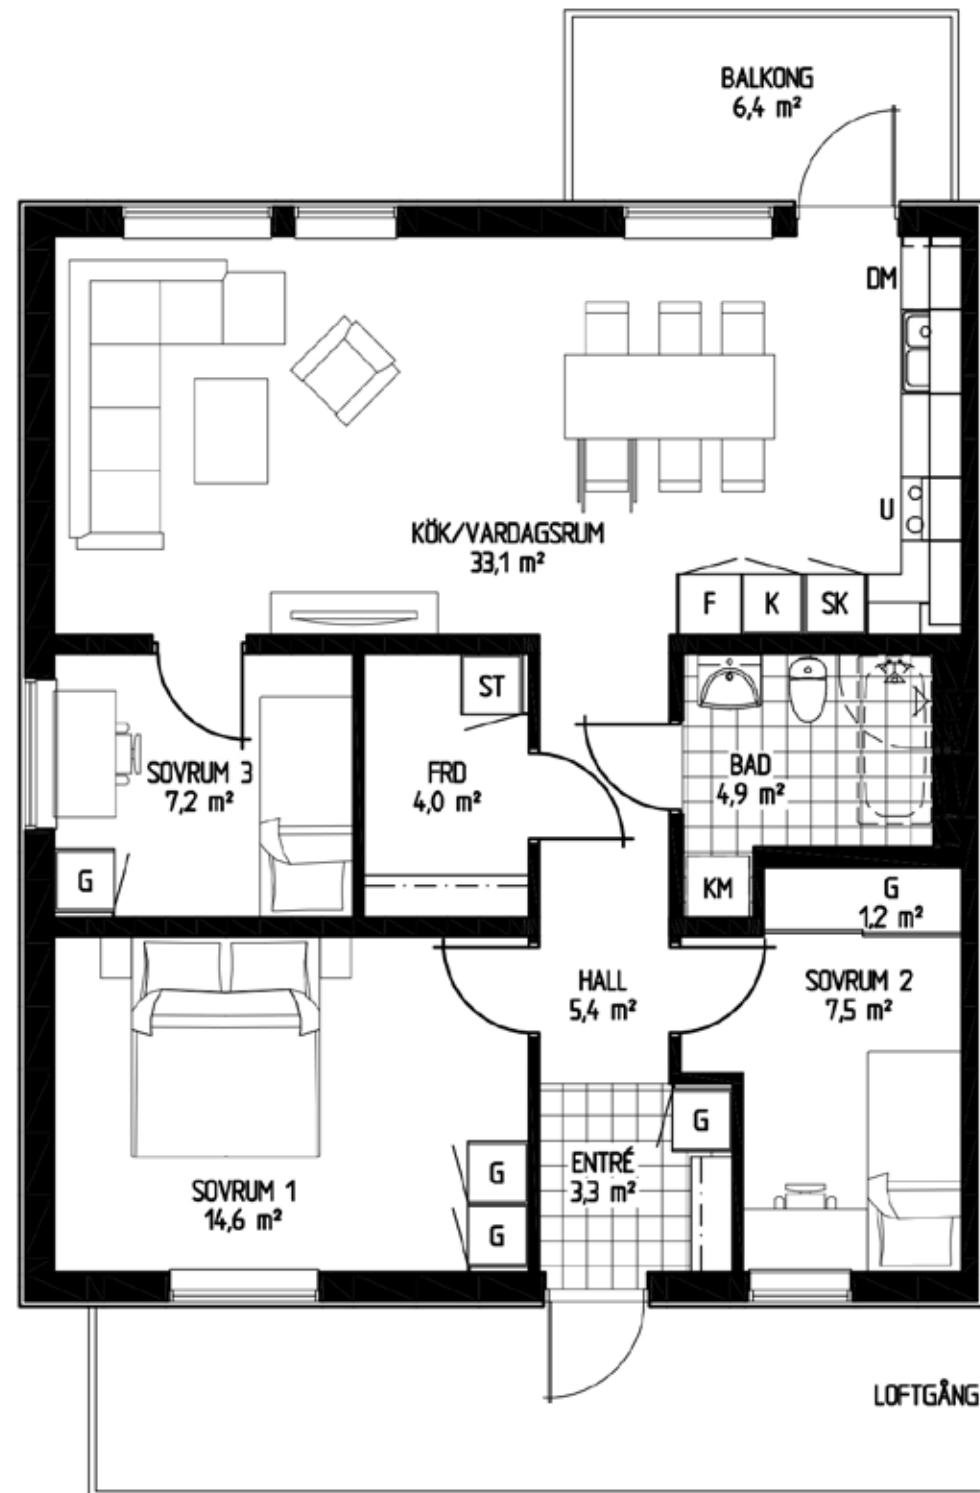 BALKONG
6,4 m²
DM
U
KÖK/VARDAGSRUM
33,1 m²
F K SK
ST
SOVRUM 3
7,2 m²
FRD
4,0 m²
BAD
4,9 m²
G
KM
G
1,2 m²
HALL
5,4 m²
SOVRUM 2
7,5 m²
G
ENTRÉ
3,3 m²
SOVRUM 1
14,6 m²
G
G
LOFTGÅNG